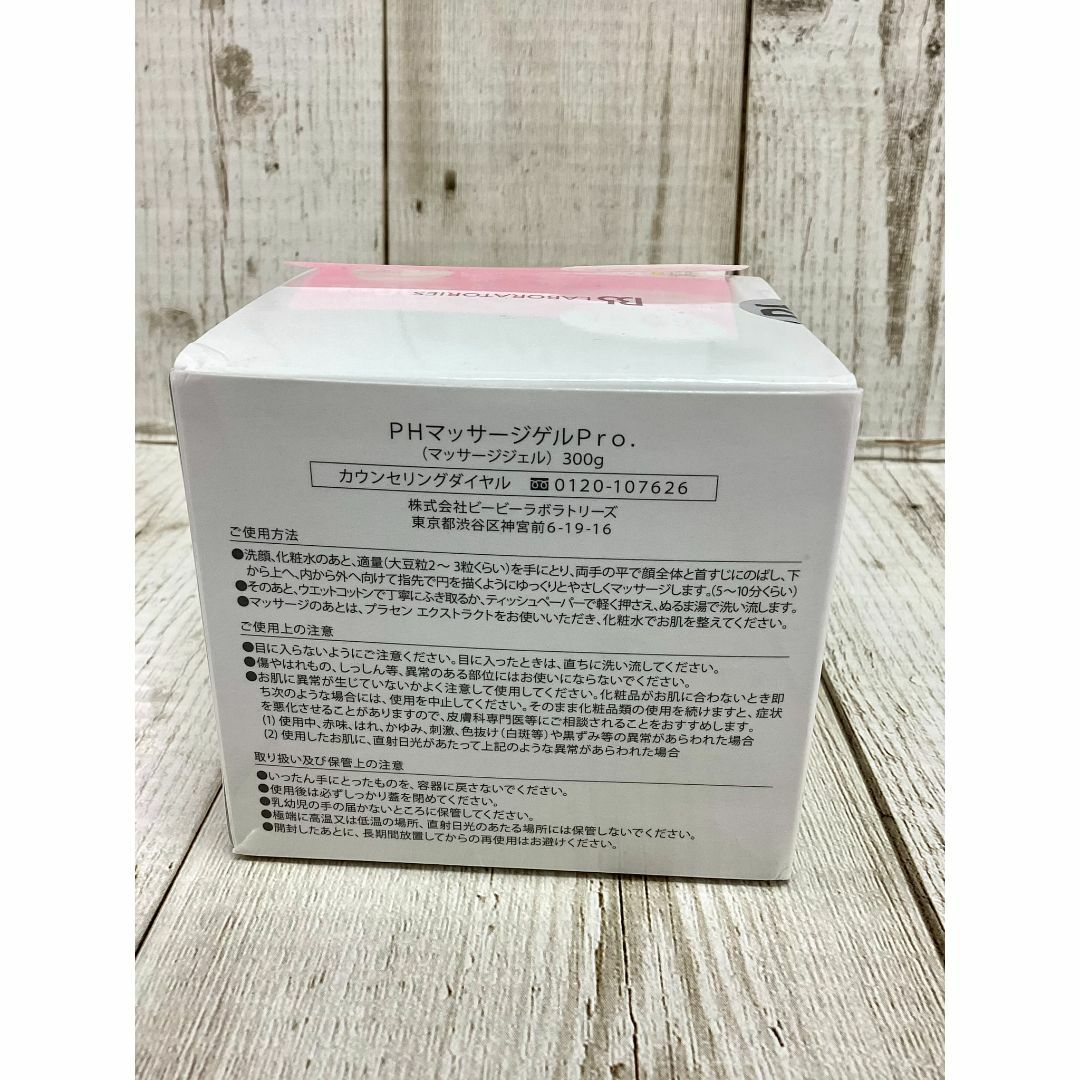 Bb LABORATORIES
PHマッサージゲルPro.
（マッサージジェル）300g
カウンセリングダイヤル 0120-107626
株式会社ビービーラボラトリーズ
東京都渋谷区神宮前6-19-16
ご使用方法
●洗顔、化粧水のあと、適量（大豆粒2～3粒くらい）を手にとり、両手の平で顔全体と首すじにのばし、下
から上へ、内から外へ向けて指先で円を描くようにゆっくりとやさしくマッサージします。（5～10分くらい）
●そのあと、ウエットコットンで丁寧にふき取るか、ティッシュペーパーで軽く押さえ、ぬるま湯で洗い流します。
●マッサージのあとは、プラセン エクストラクトをお使いいただき、化粧水でお肌を整えてください。
ご使用上の注意
●目に入らないようにご注意ください。目に入ったときは、直ちに洗い流してください。
●傷やはれもの、しっしん等、異常のある部位にはお使いにならないでください。
●お肌に異常が生じていないかよく注意して使用してください。化粧品がお肌に合わないとき即
ち次のような場合には、使用を中止してください。そのまま化粧品類の使用を続けますと、症状
を悪化させることがありますので、皮膚科専門医等にご相談されることをおすすめします。
(1) 使用中、赤味、はれ、かゆみ、刺激、色抜け（白斑等）や黒ずみ等の異常があらわれた場合
(2) 使用したお肌に、直射日光があたって上記のような異常があらわれた場合
取り扱い及び保管上の注意
●いったん手にとったものを、容器に戻さないでください。
●使用後は必ずしっかり蓋を閉めてください。
●乳幼児の手の届かないところに保管してください。
●極端に高温又は低温の場所、直射日光のあたる場所には保管しないでください。
●開封したあとに、長期間放置してからの再使用はお避けください。